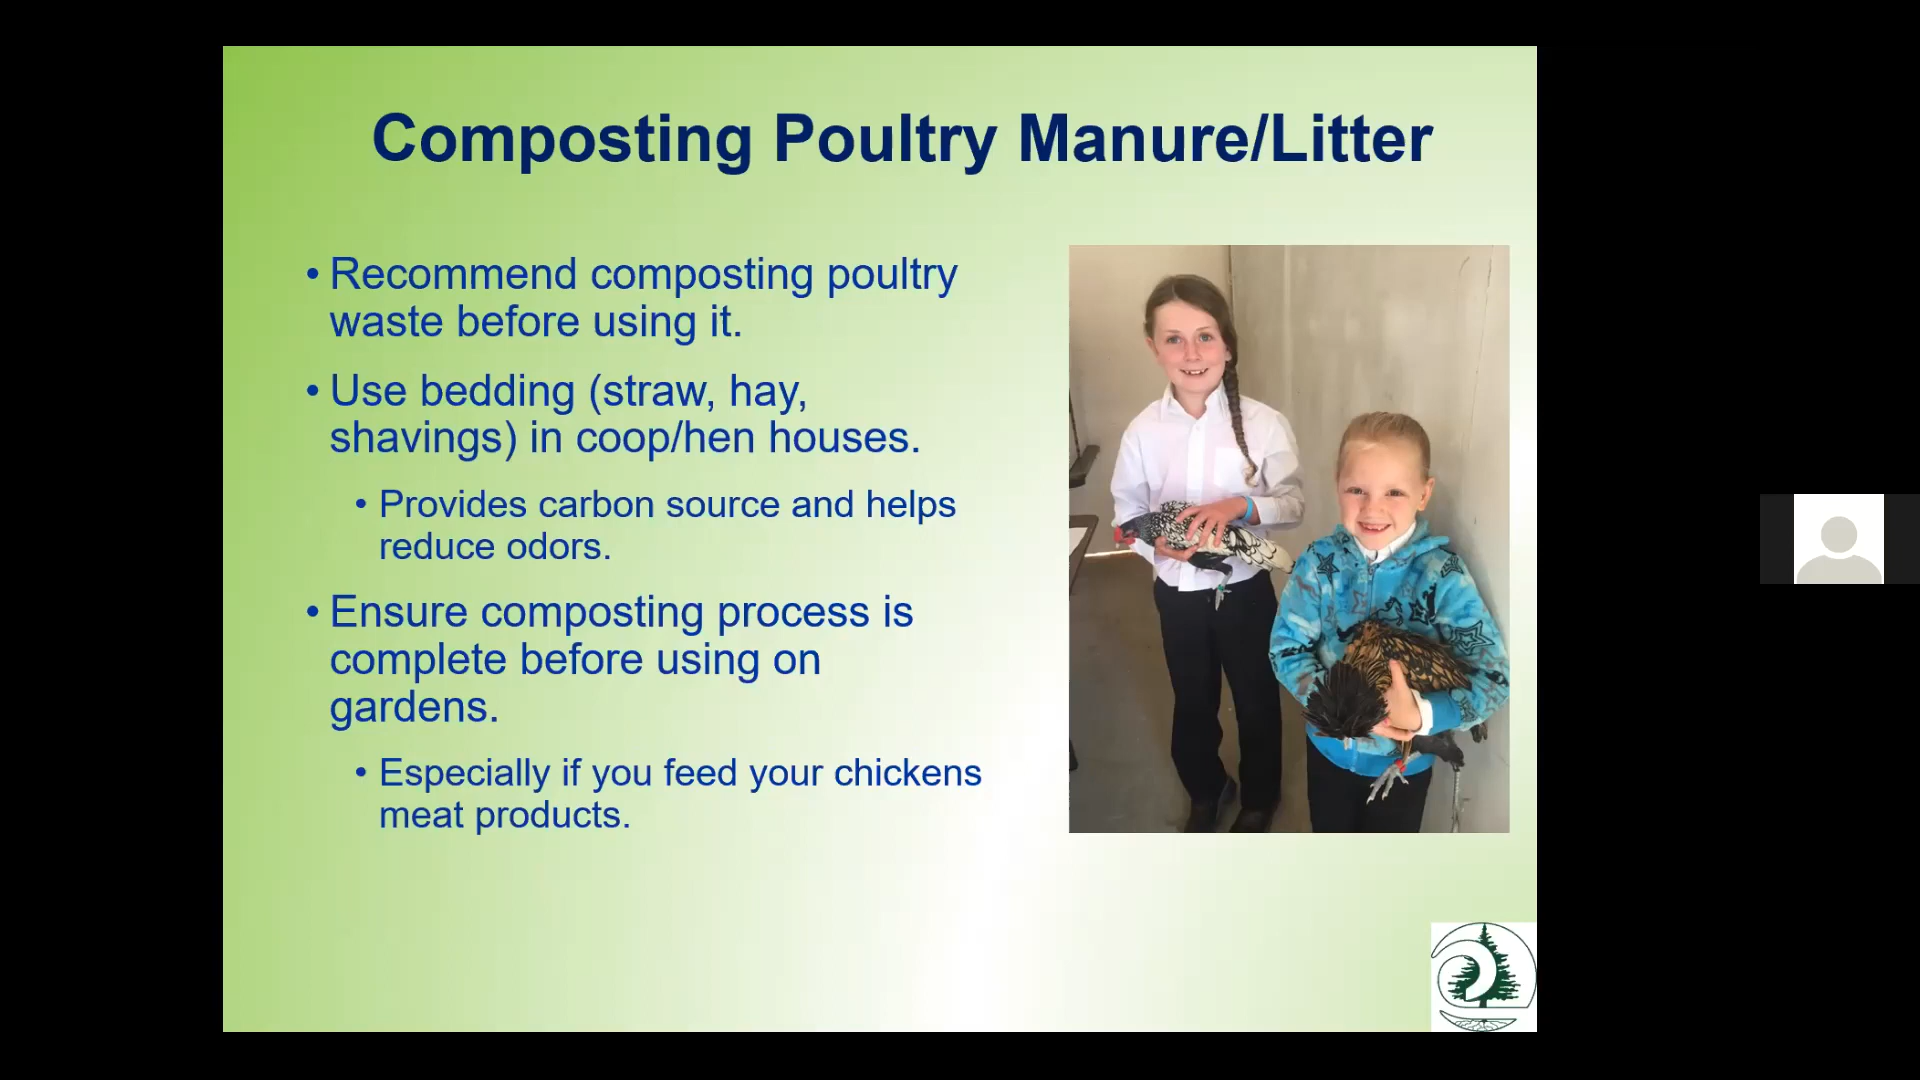 Composting Poultry Manure/Litter
• Recommend composting poultry
waste before using it.
• Use bedding (straw, hay,
shavings) in coop/hen houses.
• Provides carbon source and helps
reduce odors.
• Ensure composting process is
complete before using on
gardens.
• Especially if you feed your chickens
meat products.